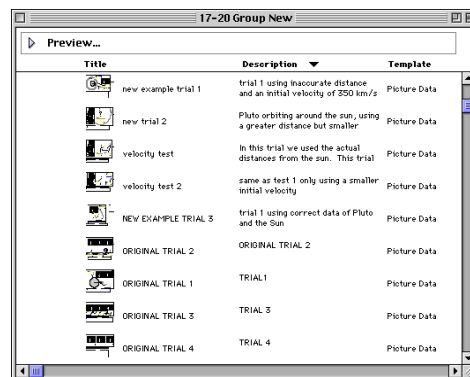 17-20 Group New
Preview...
Title Description Template
new example trial 1 trial 1 using inaccurate distance and an initial velocity of 350 km/s Picture Data
new trial 2 Pluto orbiting around the sun, using a greater distance but smaller Picture Data
velocity test In this trial we used the actual distances from the sun. This trial Picture Data
velocity test 2 same as test 1 only using a smaller initial velocity Picture Data
NEW EXAMPLE TRIAL 3 trial 1 using correct data of Pluto and the Sun Picture Data
ORIGINAL TRIAL 2 ORIGINAL TRIAL 2 Picture Data
ORIGINAL TRIAL 1 TRIAL1 Picture Data
ORIGINAL TRIAL 3 TRIAL 3 Picture Data
ORIGINAL TRIAL 4 TRIAL 4 Picture Data